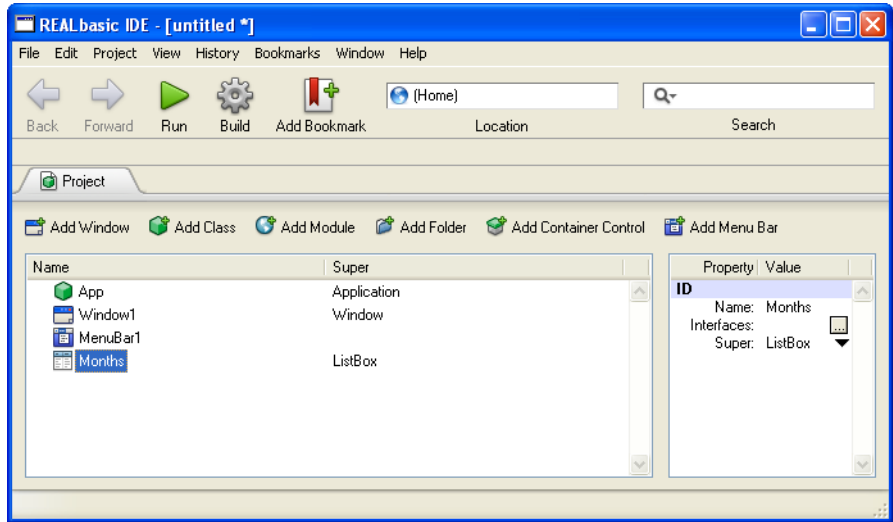 REALbasic IDE - [untitled *]
File Edit Project View History Bookmarks Window Help
(Home)
Back Forward Run Build Add Bookmark Location Search
Project
Add Window Add Class Add Module Add Folder Add Container Control Add Menu Bar
Name Super Property Value
App Application ID
Window1 Window Name: Months
MenuBar1 Interfaces: ...
Months ListBox Super: ListBox